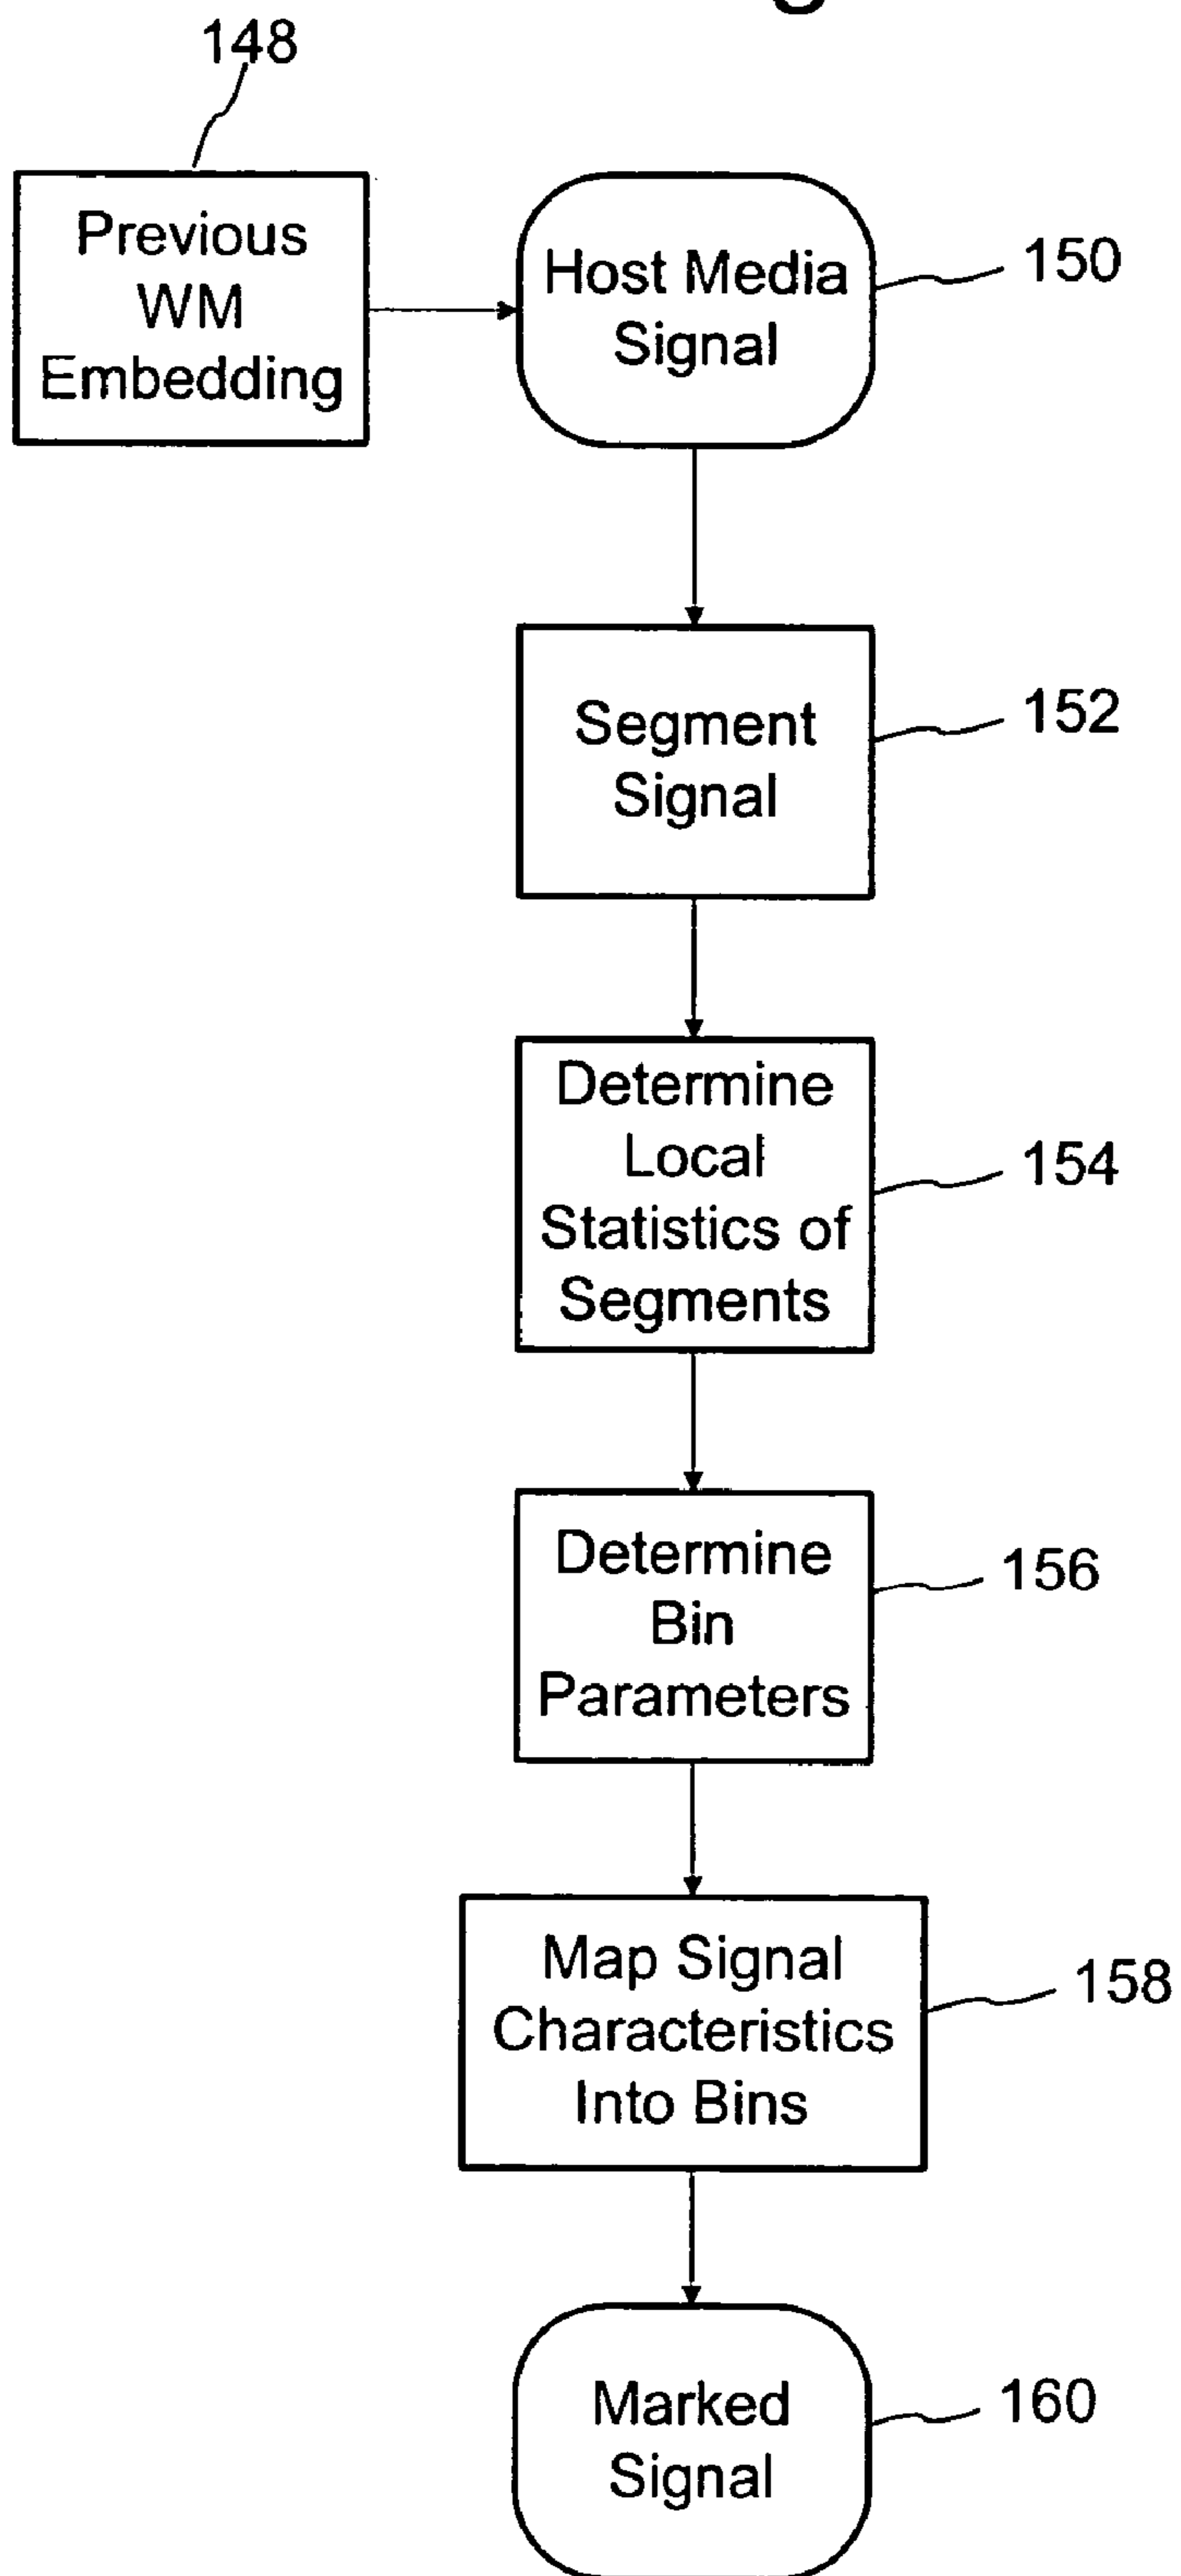 148
Previous
WM
Embedding
Host Media
Signal
150
Segment
Signal
152
Determine
Local
Statistics of
Segments
154
Determine
Bin
Parameters
156
Map Signal
Characteristics
Into Bins
158
Marked
Signal
160